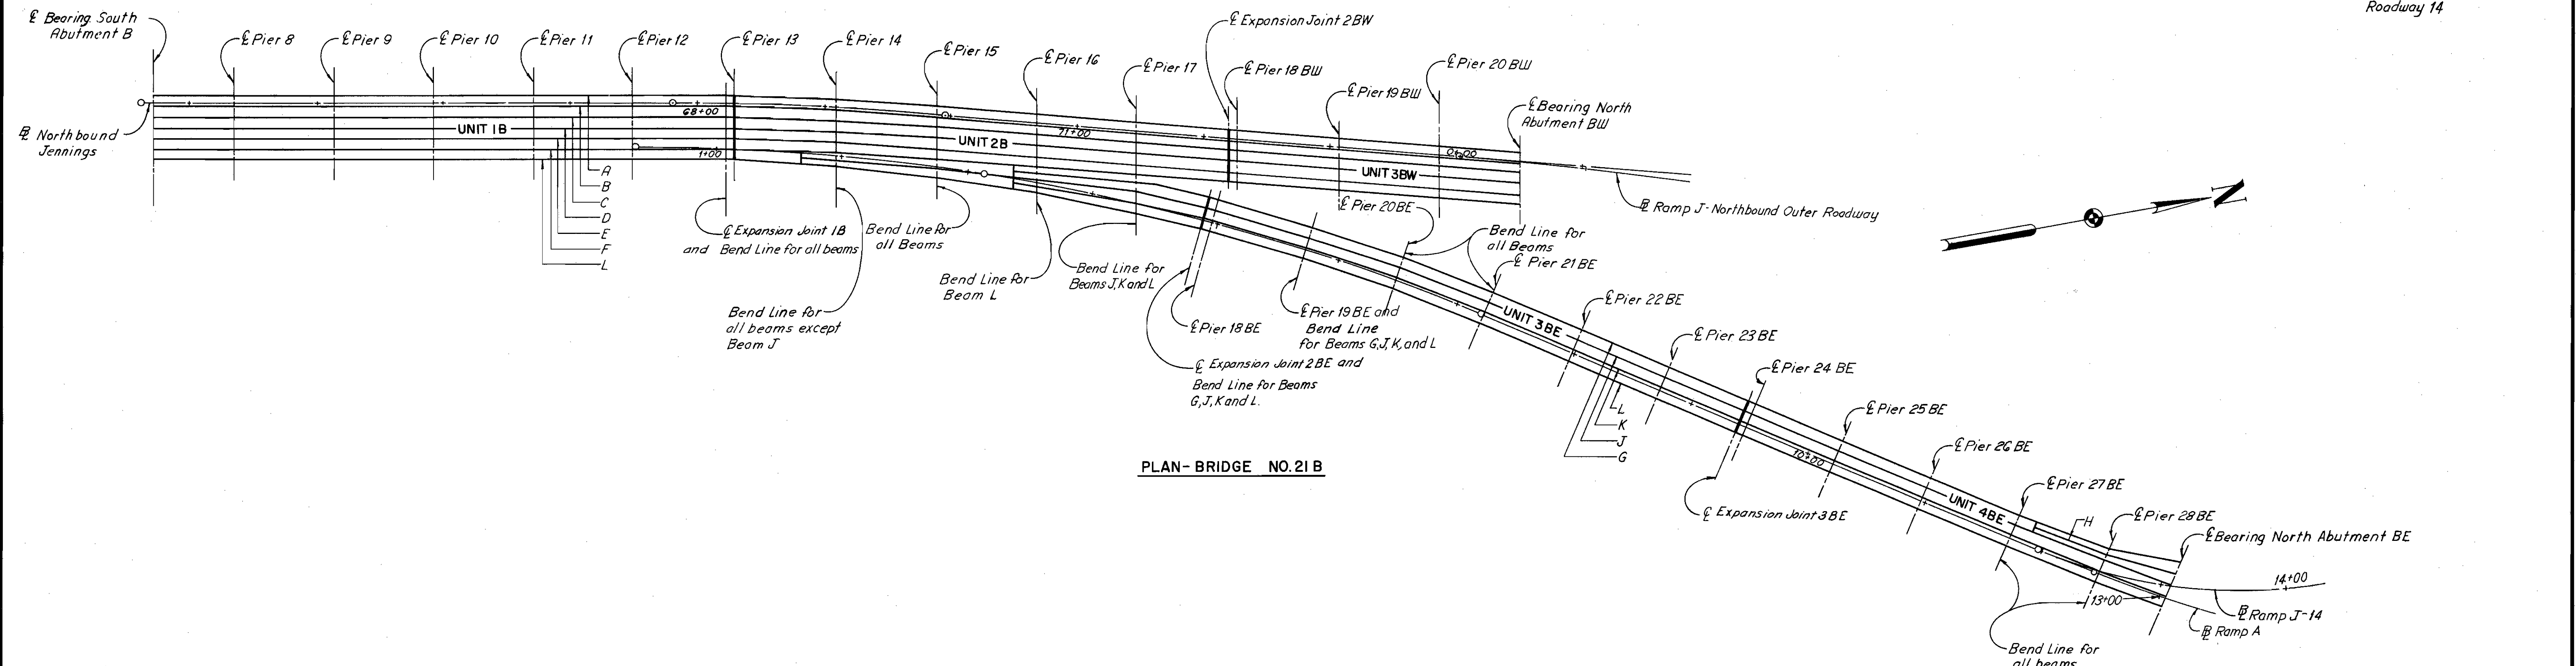 Roadway 14
℄ Bearing South
Abutment B
℄ Pier 8
℄ Pier 9
℄ Pier 10
℄ Pier 11
℄ Pier 12
℄ Pier 13
℄ Pier 14
℄ Pier 15
℄ Pier 16
℄ Pier 17
℄ Expansion Joint 2BW
℄ Pier 18 BW
℄ Pier 19 BW
℄ Pier 20 BW
℄ Bearing North
Abutment BW
℄ Northbound
Jennings
UNIT 1B
68+00
1+00
UNIT 2B
71+00
UNIT 3BW
0+00
A
B
C
D
E
F
L
℄ Expansion Joint 1B
and Bend Line for all beams
Bend Line for
all Beams
Bend Line for
all beams except
Beam J
Bend Line for
Beam L
Bend Line for
Beams J,K and L
℄ Pier 18 BE
℄ Expansion Joint 2BE and
Bend Line for Beams
G,J,K and L.
℄ Pier 19 BE and
Bend Line
for Beams G,J,K, and L
℄ Pier 20 BE
Bend Line for
all Beams
℄ Pier 21 BE
℄ Ramp J-Northbound Outer Roadway
℄ Pier 22 BE
℄ Pier 23 BE
℄ Pier 24 BE
℄ Pier 25 BE
℄ Pier 26 BE
℄ Pier 27 BE
℄ Pier 28 BE
℄ Bearing North Abutment BE
UNIT 3BE
L
K
J
G
10+00
℄ Expansion Joint 3BE
UNIT 4BE
H
13+00
14+00
℄ Ramp J-14
℄ Ramp A
Bend Line for
all beams
N
PLAN-BRIDGE NO. 21 B